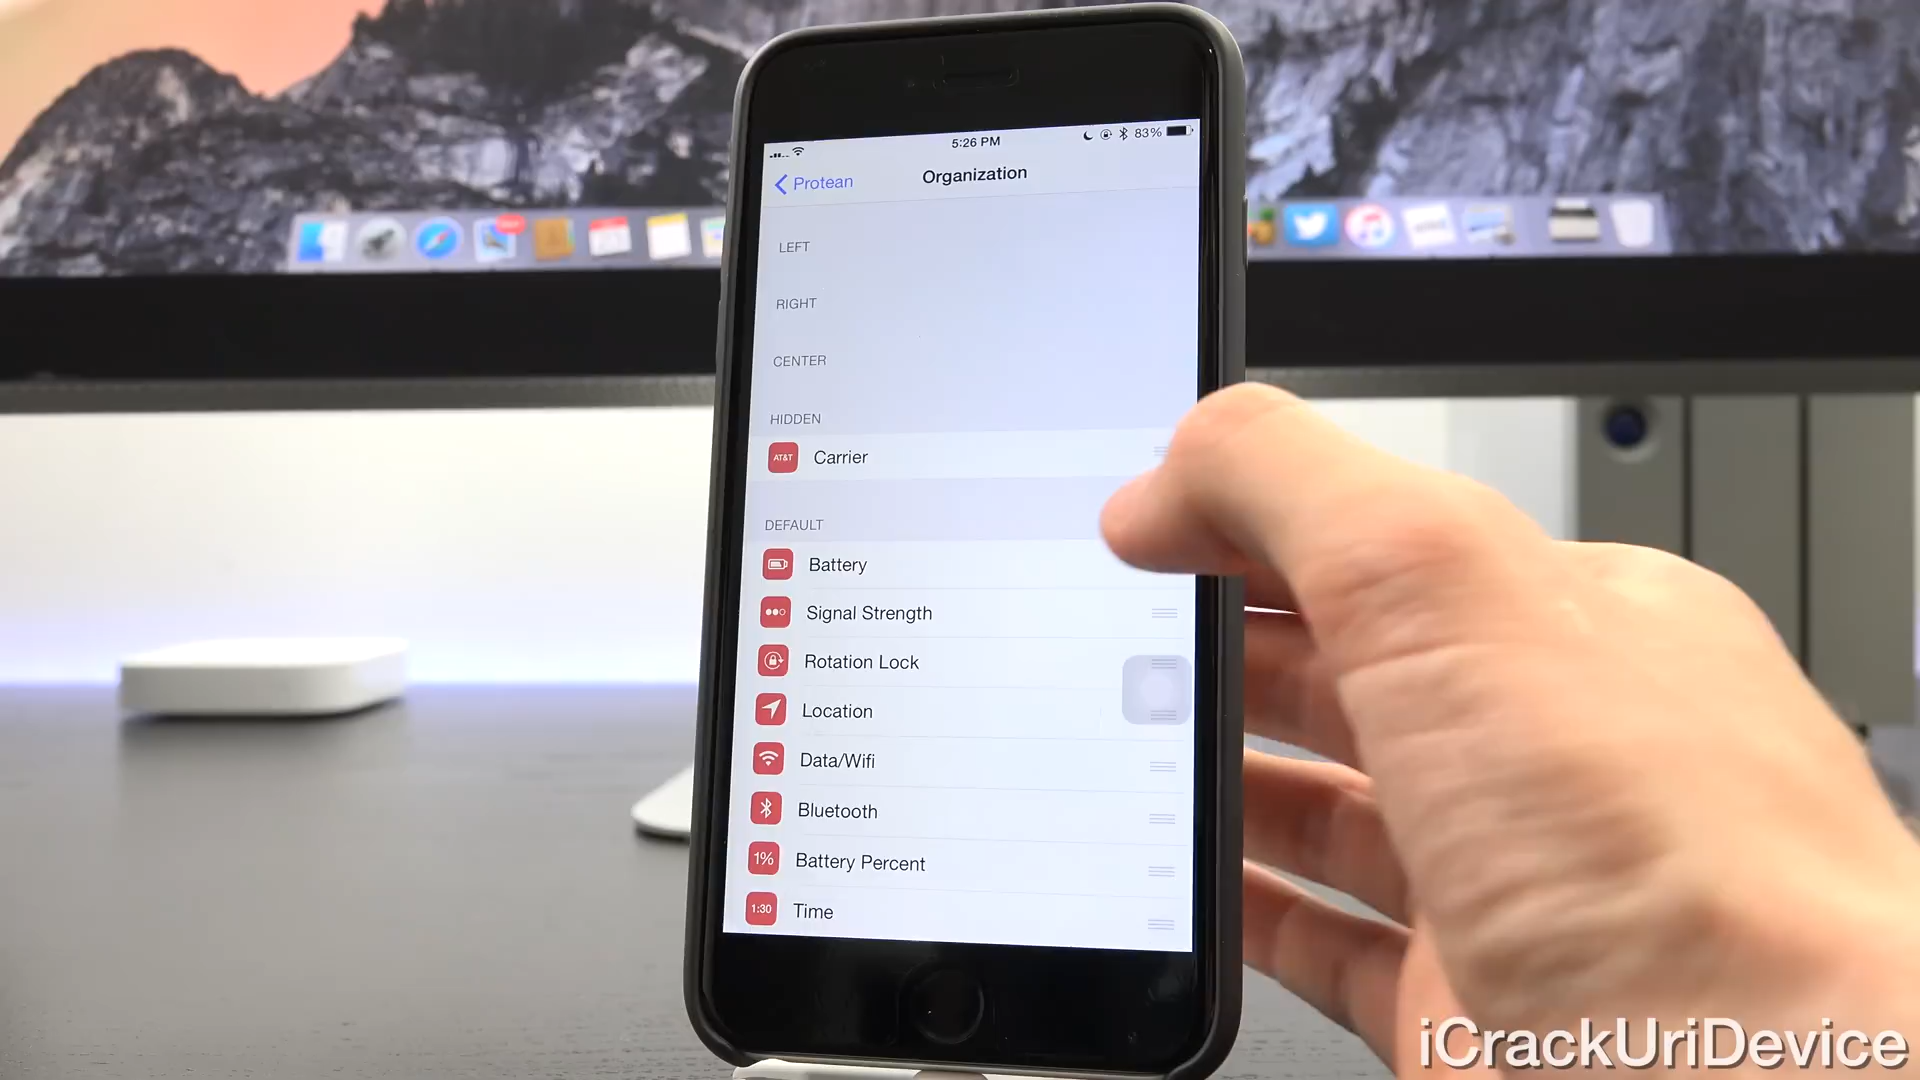 5:26 PM
83%
Protean
Organization
LEFT
RIGHT
CENTER
HIDDEN
AT&T Carrier
DEFAULT
Battery
Signal Strength
Rotation Lock
Location
Data/Wifi
Bluetooth
1% Battery Percent
1:30 Time
iCrackUriDevice